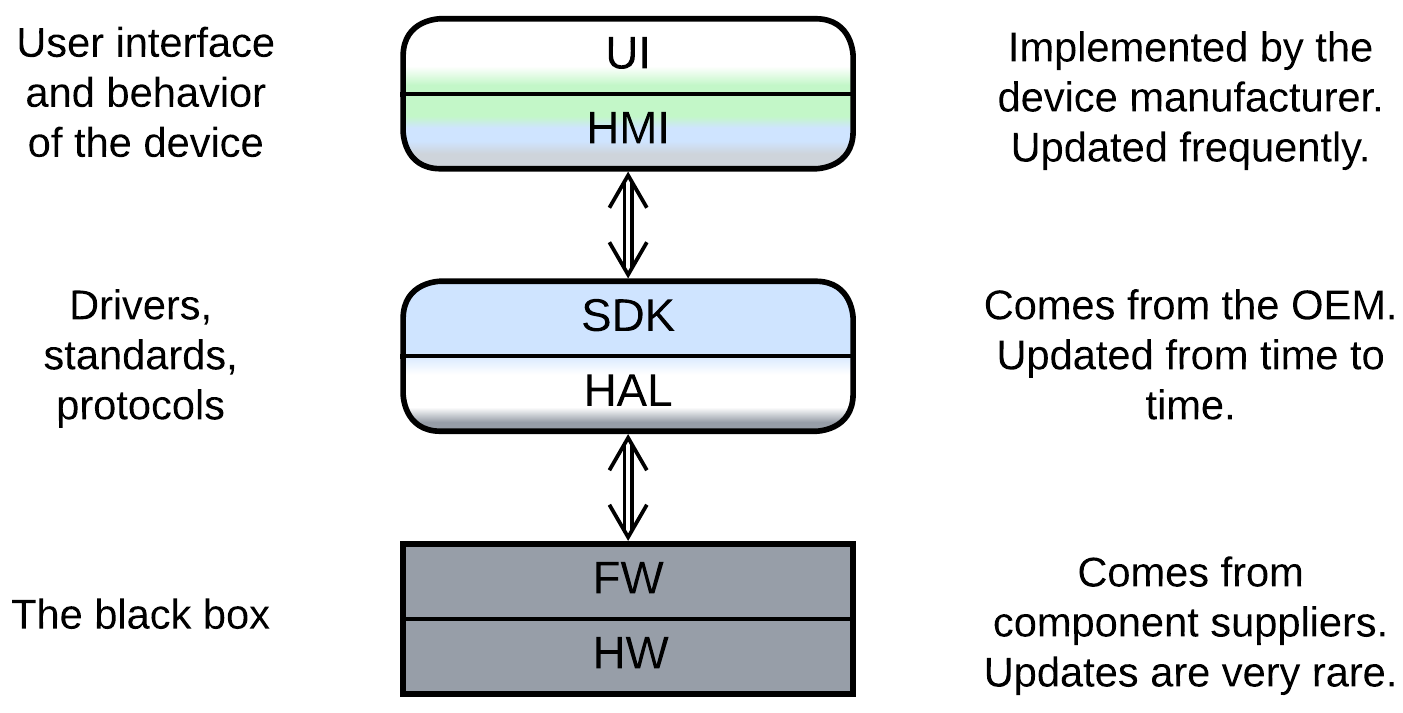 User interface
and behavior
of the device
UI
HMI
Implemented by the
device manufacturer.
Updated frequently.
Drivers,
standards,
protocols
SDK
HAL
Comes from the OEM.
Updated from time to
time.
The black box
FW
HW
Comes from
component suppliers.
Updates are very rare.